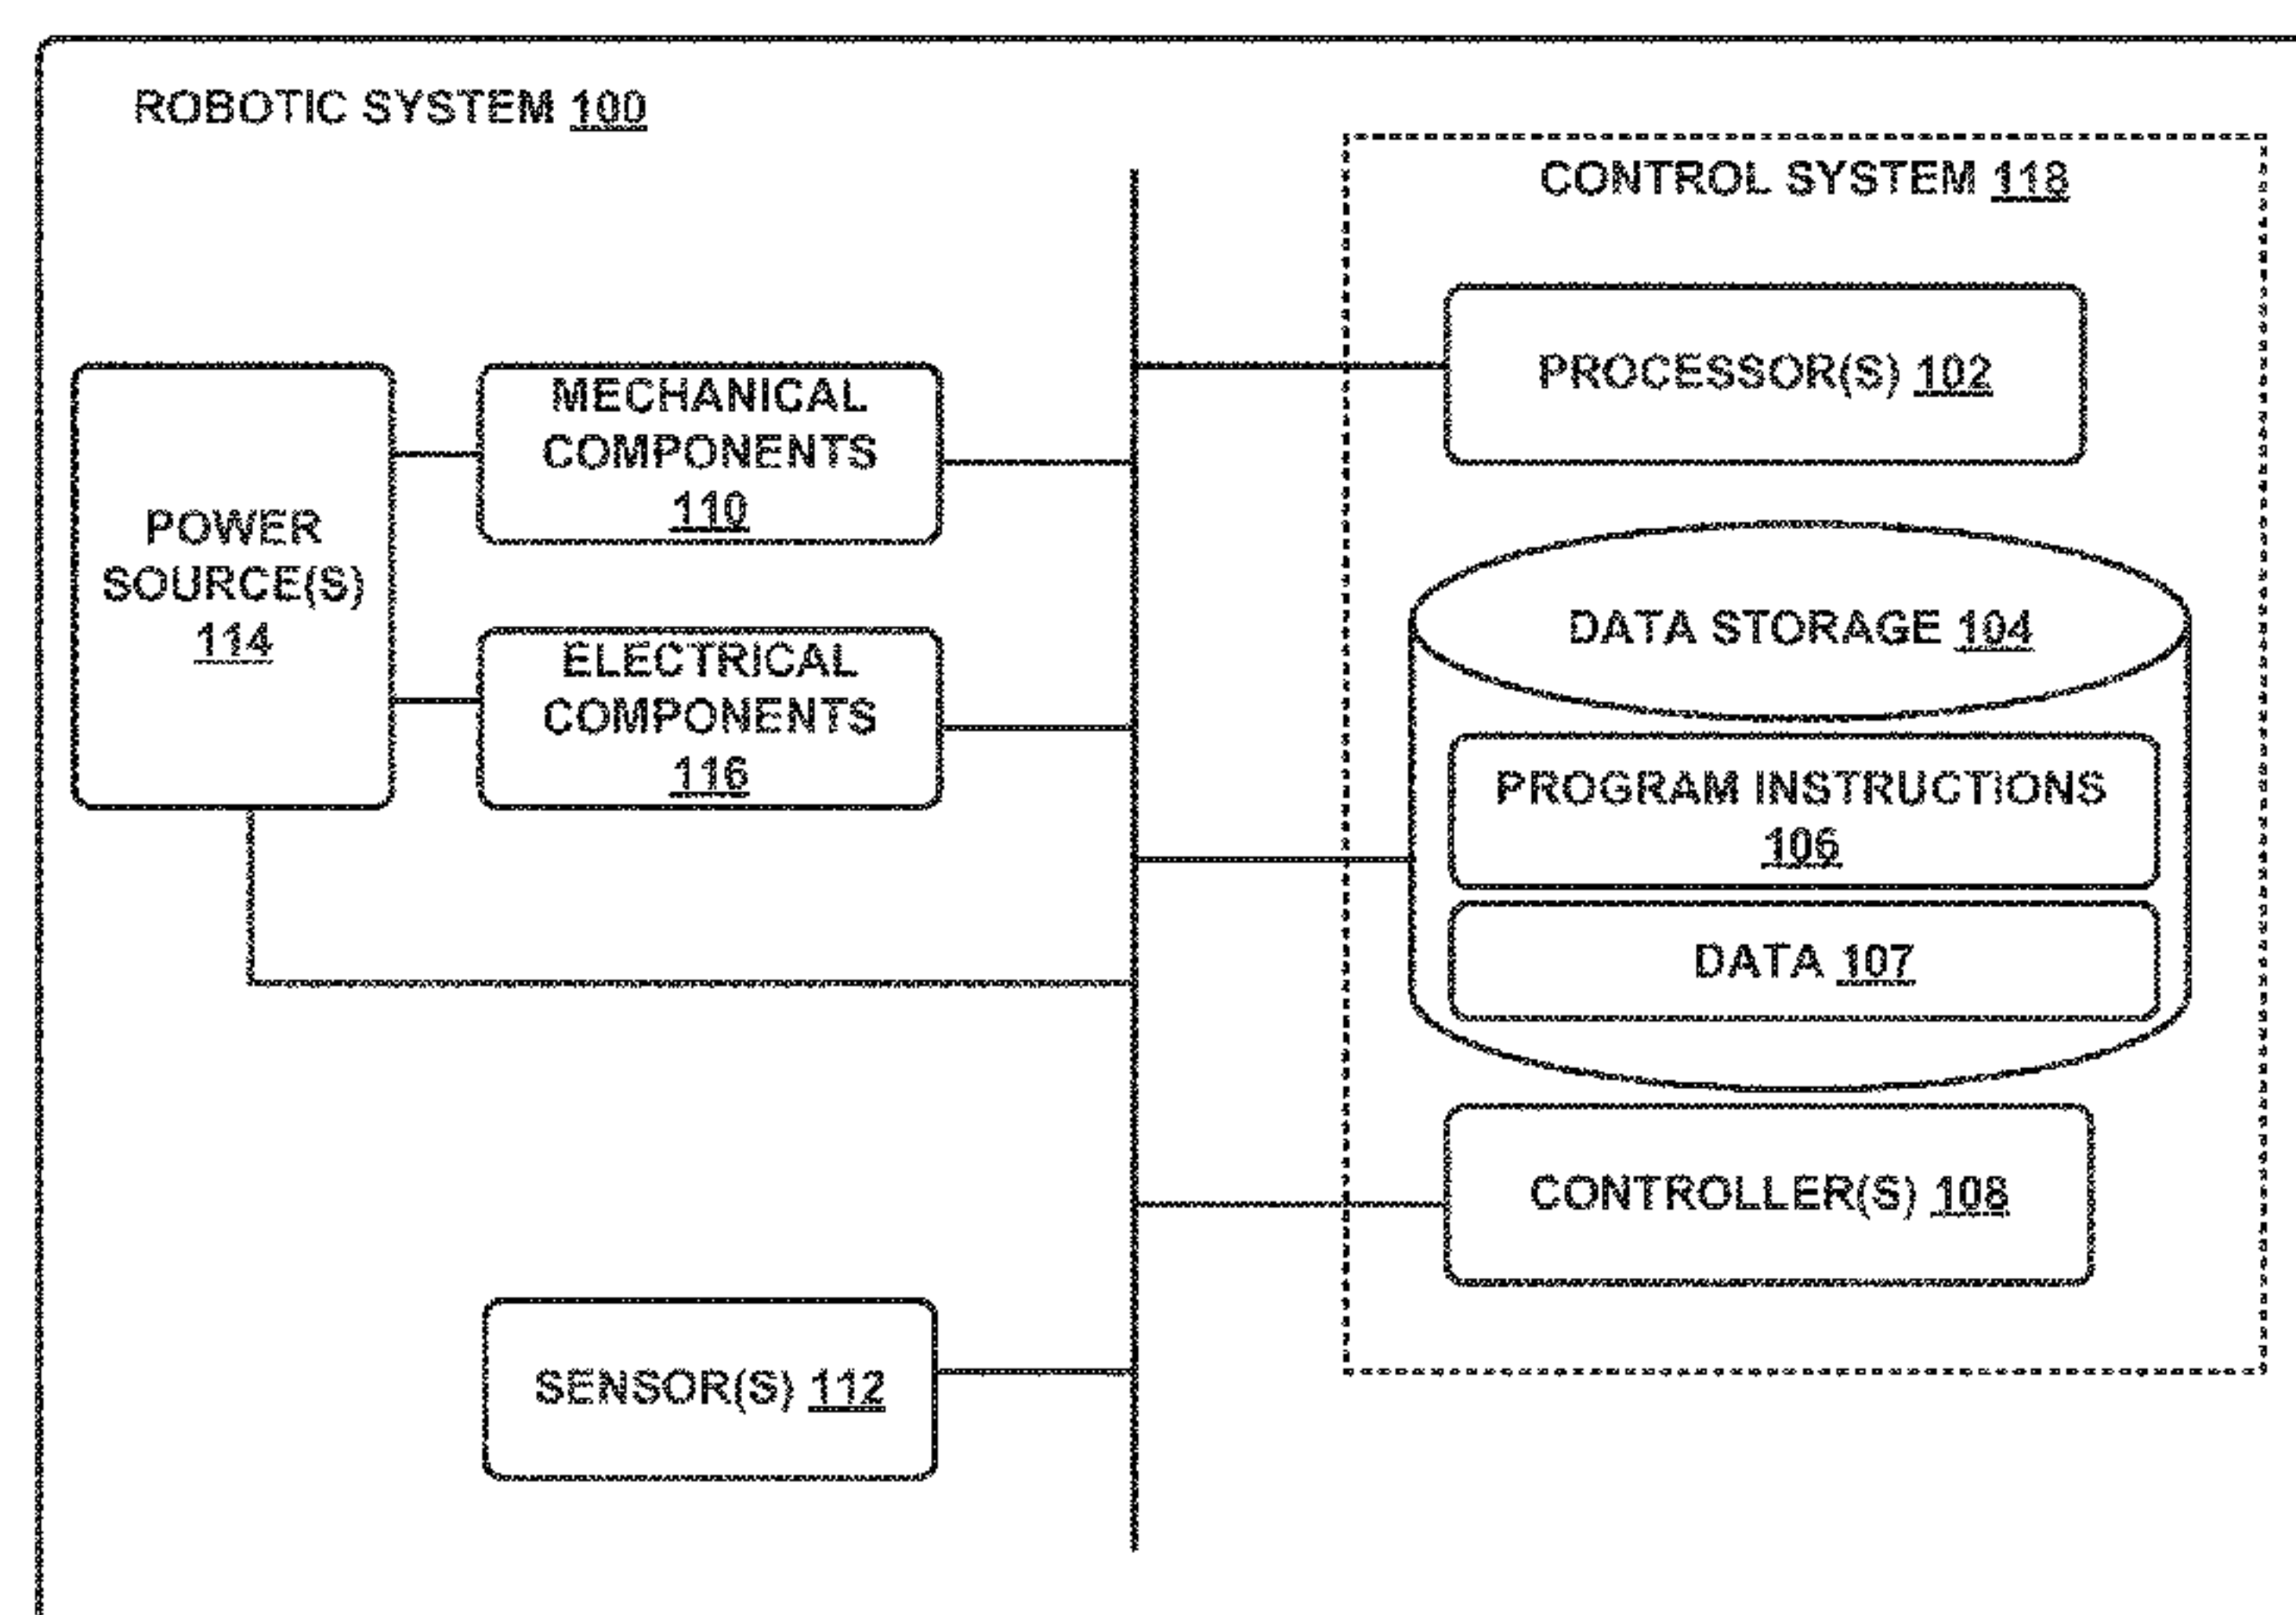 ROBOTIC SYSTEM 100
CONTROL SYSTEM 118
PROCESSOR(S) 102
MECHANICAL
COMPONENTS
110
POWER
SOURCE(S)
114
ELECTRICAL
COMPONENTS
116
DATA STORAGE 104
PROGRAM INSTRUCTIONS
106
DATA 107
CONTROLLER(S) 108
SENSOR(S) 112